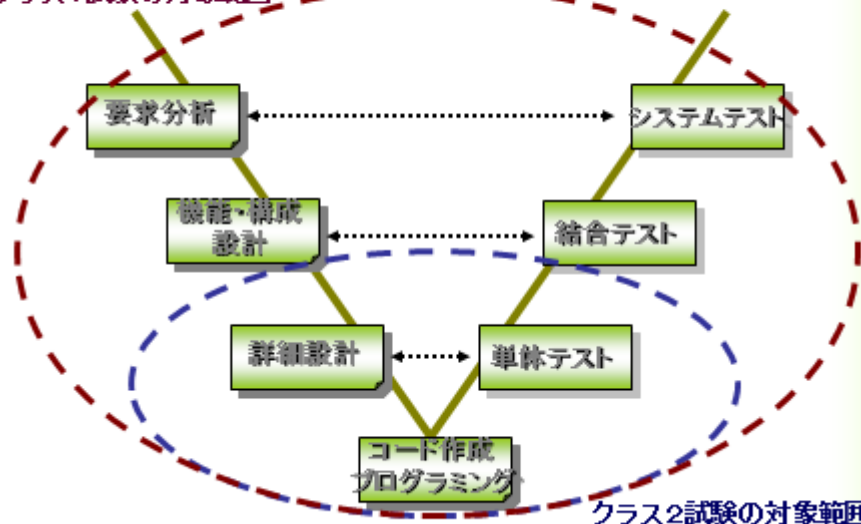 要求分析
システムテスト
機能・構成
設計
結合テスト
詳細設計
単体テスト
コード作成
プログラミング
クラス2試験の対象範囲